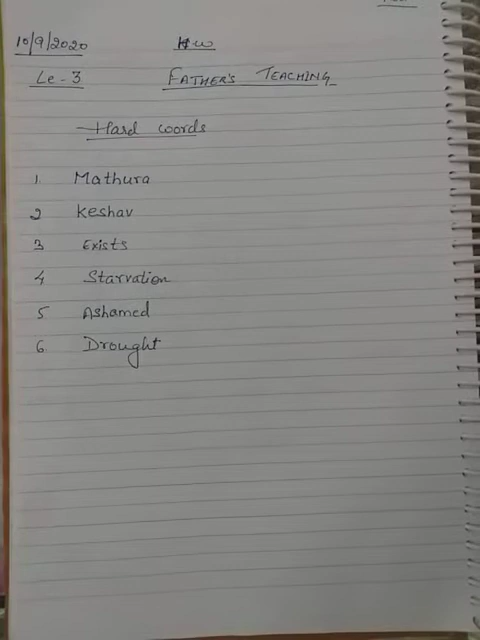 10/9/2020 HW
Le-3 FATHER'S TEACHING
Hard words
1. Mathura
2 Keshav
3 Exists
4 Starvation
5 Ashamed
6. Drought